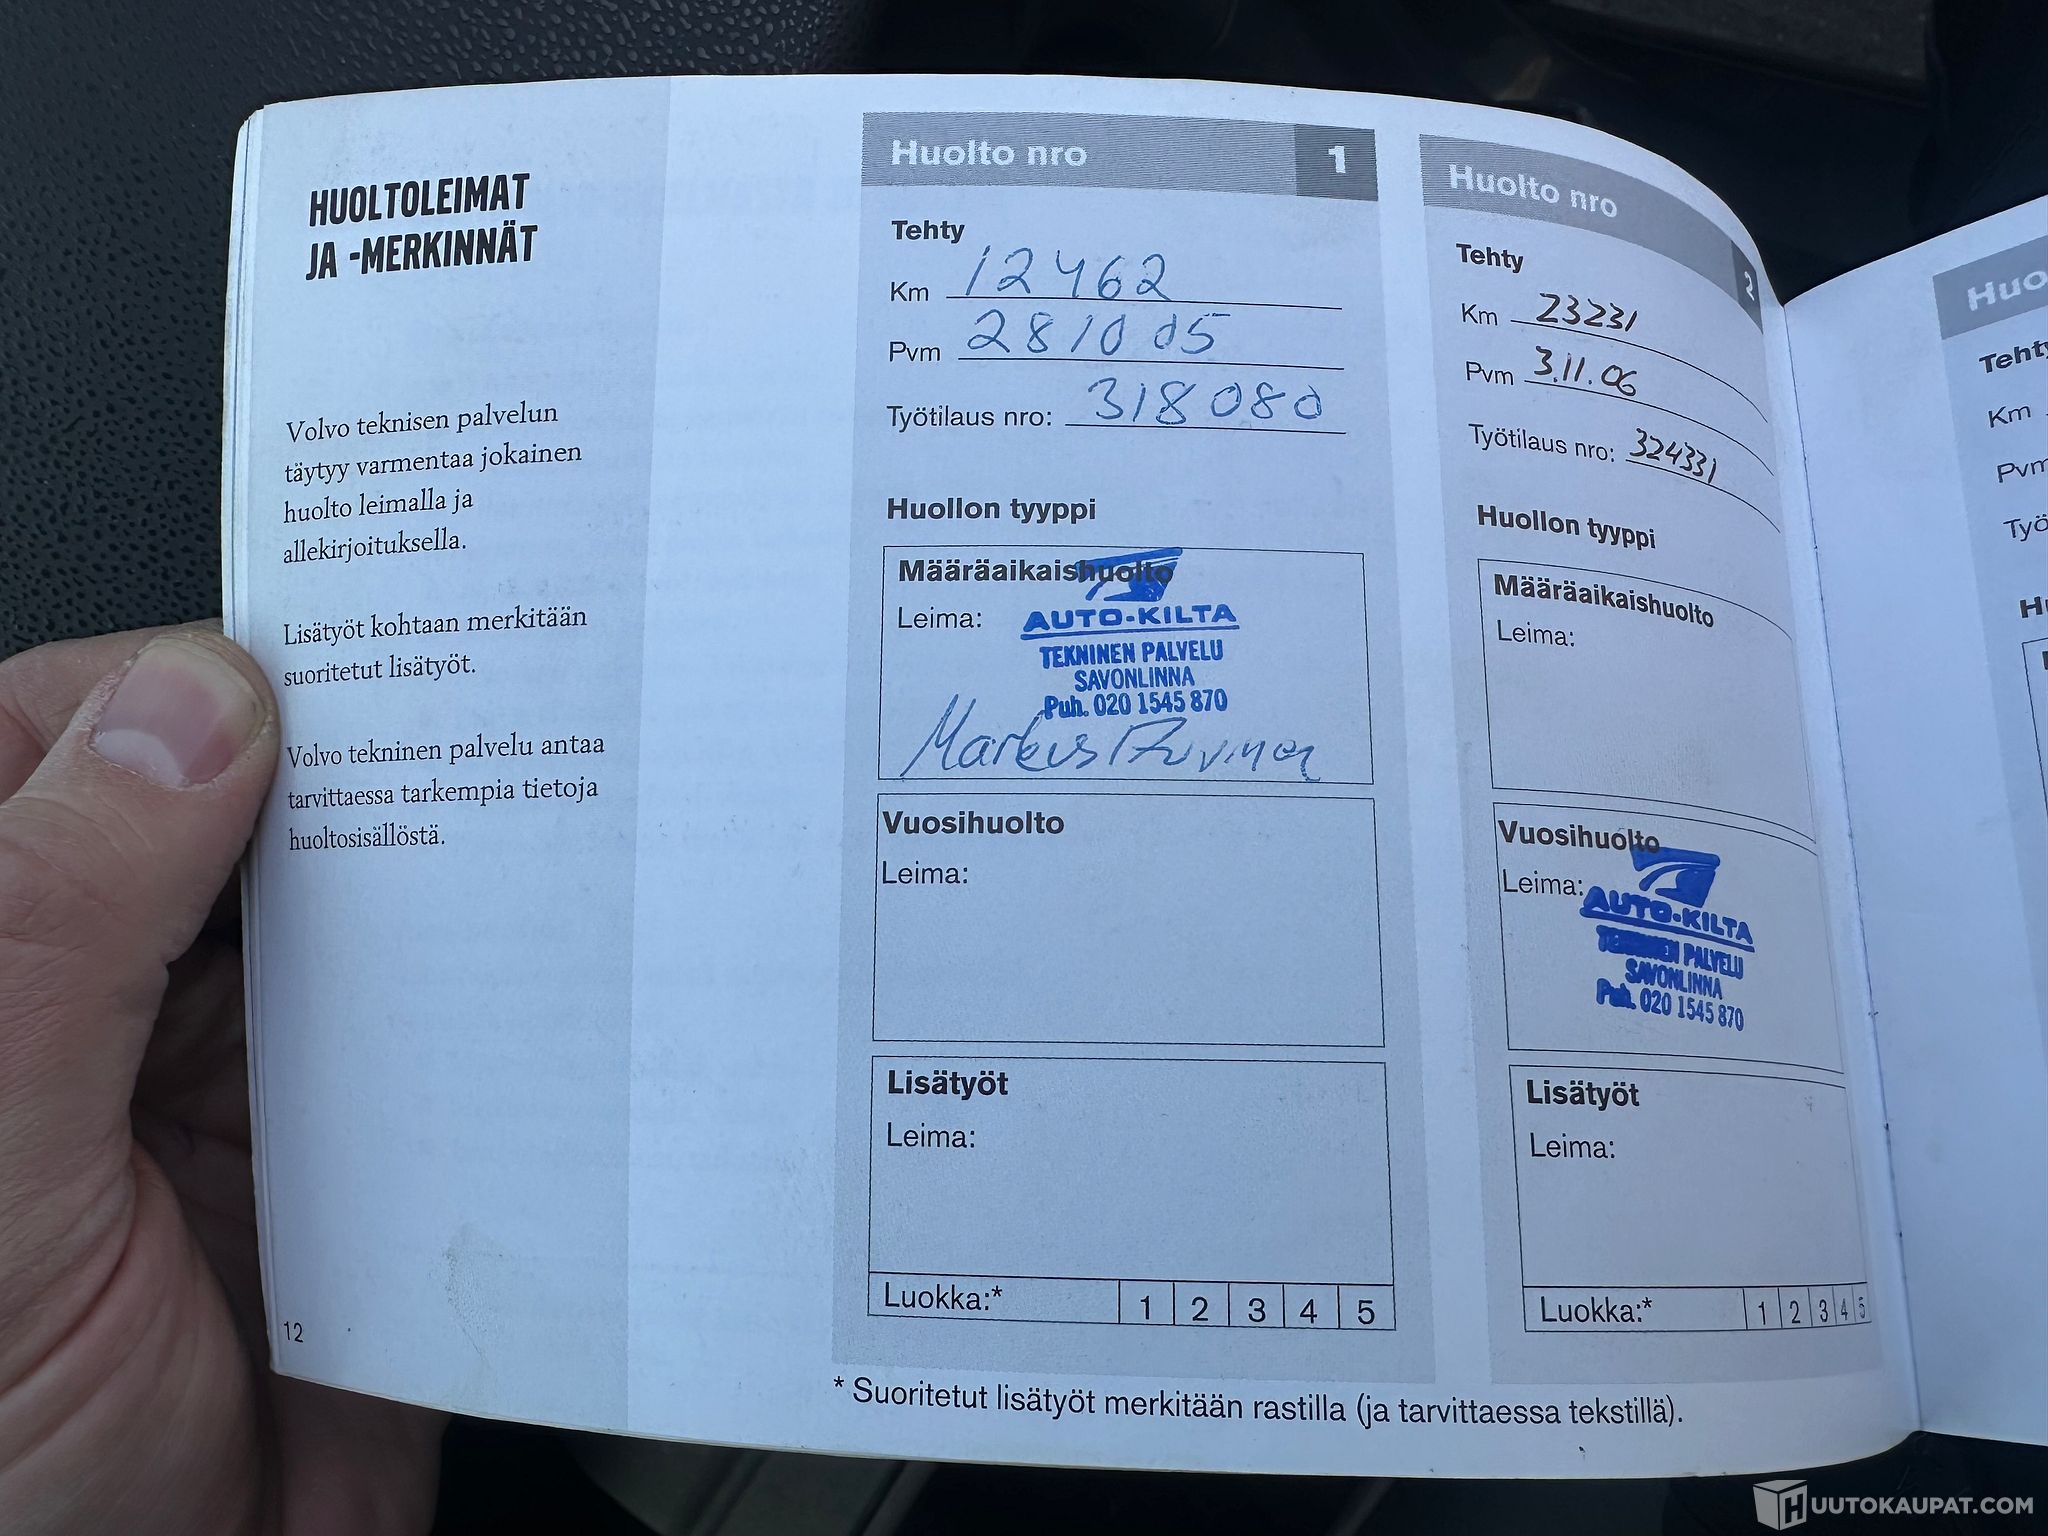 HUOLTOLEIMAT
JA -MERKINNÄT
Volvo teknisen palvelun
täytyy varmentaa jokainen
huolto leimalla ja
allekirjoituksella.
Lisätyöt kohtaan merkitään
suoritetut lisätyöt.
Volvo tekninen palvelu antaa
tarvittaessa tarkempia tietoja
huoltosisällöstä.
12
Huolto nro 1
Tehty
Km 12462
Pvm 281005
Työtilaus nro: 318080
Huollon tyyppi
Määräaikaishuolto
Leima:
AUTO-KILTA
TEKNINEN PALVELU
SAVONLINNA
Puh. 020 1545 870
Markus
Vuosihuolto
Leima:
Lisätyöt
Leima:
Luokka:* 1 2 3 4 5
Huolto nro 2
Tehty
Km 23231
Pvm 3.11.06
Työtilaus nro: 324331
Huollon tyyppi
Määräaikaishuolto
Leima:
Vuosihuolto
Leima:
AUTO-KILTA
TEKNINEN PALVELU
SAVONLINNA
Puh. 020 1545 870
Lisätyöt
Leima:
Luokka:* 1 2 3 4 5
* Suoritetut lisätyöt merkitään rastilla (ja tarvittaessa tekstillä).
Huo
Tehty
Km
Pvm
Työ
H
HUUTOKAUPAT.COM